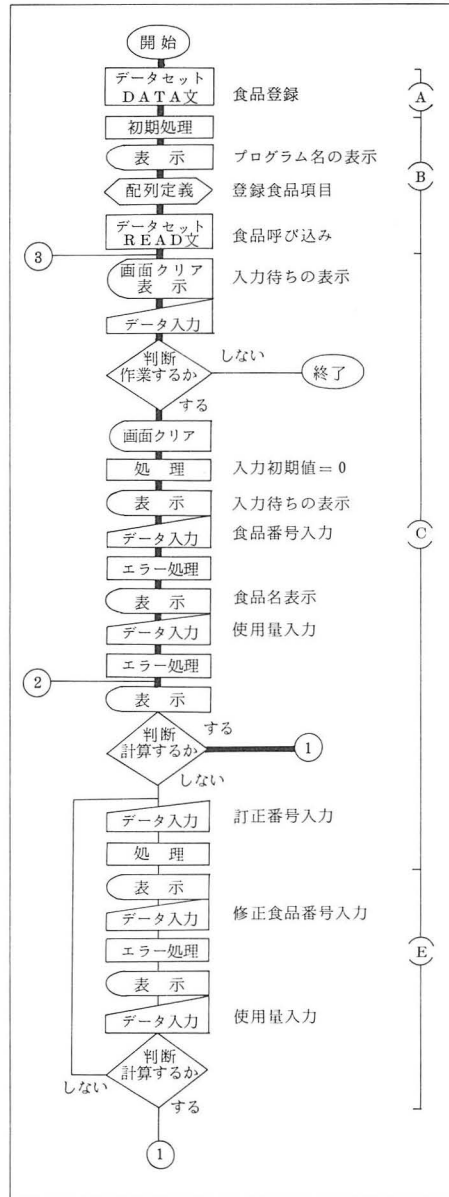 開始
データセット
DATA文
食品登録
A
初期処理
表 示
プログラム名の表示
B
配列定義
登録食品項目
データセット
READ文
食品呼び込み
3
画面クリア
表 示
入力待ちの表示
データ入力
判断
作業するか
しない
終了
する
画面クリア
処 理
入力初期値=0
表 示
入力待ちの表示
C
データ入力
食品番号入力
エラー処理
表 示
食品名表示
データ入力
使用量入力
エラー処理
2
表 示
判断
計算するか
する
1
しない
データ入力
訂正番号入力
処 理
表 示
データ入力
修正食品番号入力
エラー処理
E
表 示
データ入力
使用量入力
判断
計算するか
しない
する
1